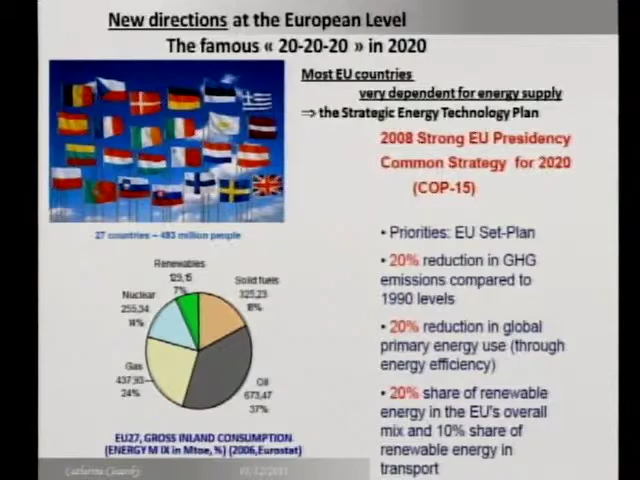 New directions at the European Level
The famous « 20-20-20 » in 2020
Most EU countries
very dependent for energy supply
⇒ the Strategic Energy Technology Plan
2008 Strong EU Presidency
Common Strategy for 2020
(COP-15)
27 countries – 493 million people
• Priorities: EU Set-Plan
• 20% reduction in GHG
emissions compared to
1990 levels
• 20% reduction in global
primary energy use (through
energy efficiency)
• 20% share of renewable
energy in the EU's overall
mix and 10% share of
renewable energy in
transport
Renewables
129,15
7%
Solid fuels
325,23
18%
Nuclear
255,34
14%
Gas
437,93
24%
Oil
673,47
37%
EU27, GROSS INLAND CONSUMPTION
(ENERGY M IX in Mtoe, %) (2006,Eurostat)